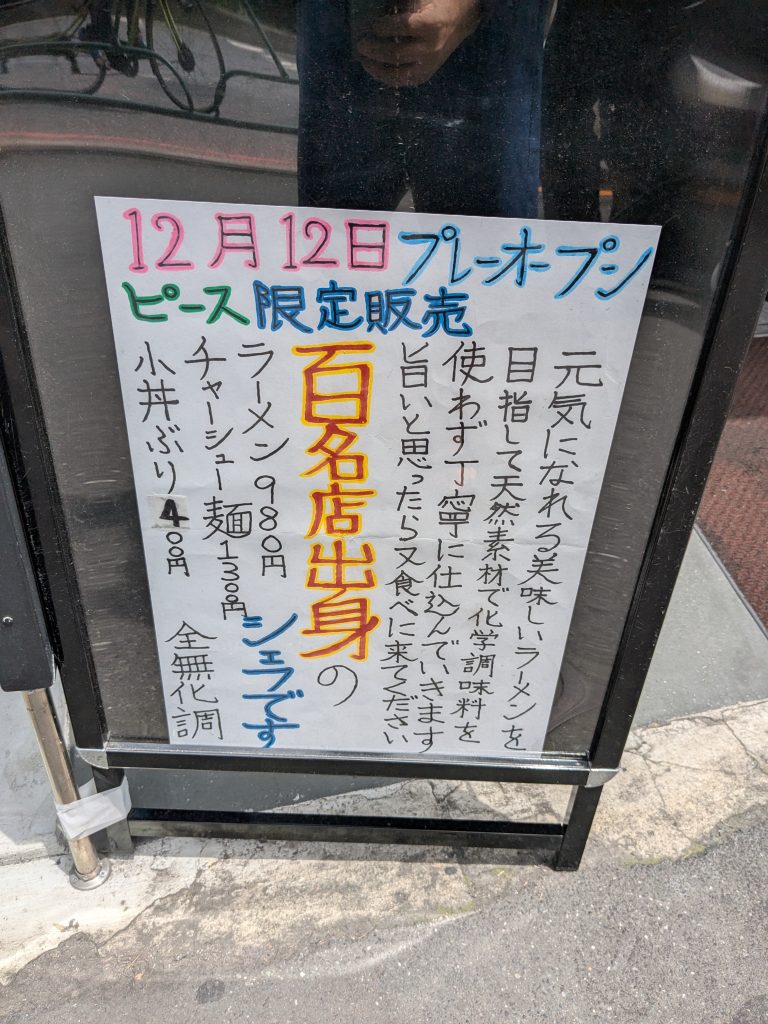 12月12日プレーオープン
ピース限定販売
元気になれる美味しいラーメンを
目指して天然素材で化学調味料を
使わず丁寧に仕込んでいきます
旨いと思ったら又食べに来てください
百名店出身の
シェフです
ラーメン980円
チャーシュー麺1300円
小丼ぶり400円
全無化調